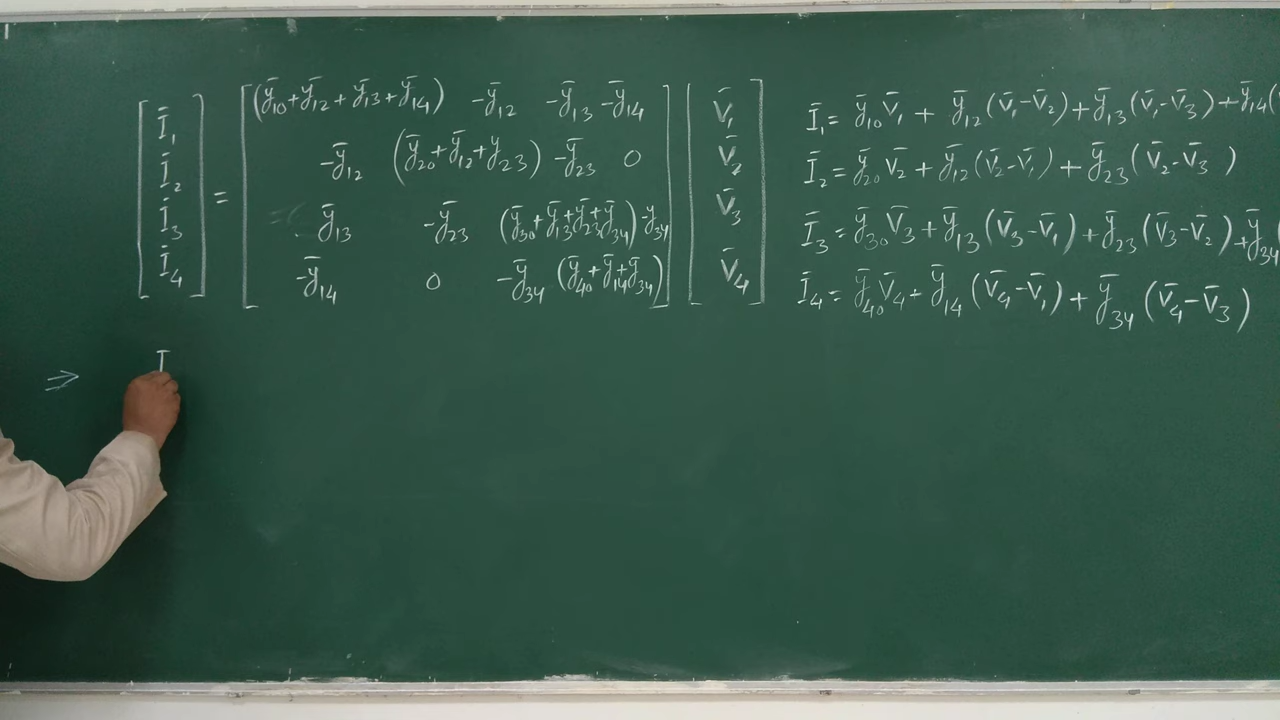 [Ī₁] = [(ȳ₁₀+ȳ₁₂+ȳ₁₃+ȳ₁₄) -ȳ₁₂ -ȳ₁₃ -ȳ₁₄] [V̄₁]
[Ī₂] [-ȳ₁₂ (ȳ₂₀+ȳ₁₂+ȳ₂₃) -ȳ₂₃ 0] [V̄₂]
[Ī₃] [ȳ₁₃ -ȳ₂₃ (ȳ₃₀+ȳ₁₃+ȳ₂₃+ȳ₃₄) -y₃₄] [V̄₃]
[Ī₄] [-ȳ₁₄ 0 -ȳ₃₄ (ȳ₄₀+ȳ₁₄+ȳ₃₄)] [V̄₄]
Ī₁ = ȳ₁₀V̄₁ + ȳ₁₂(V̄₁-V̄₂)+ȳ₁₃(V̄₁-V̄₃)+ȳ₁₄(
Ī₂ = ȳ₂₀V̄₂ + ȳ₁₂(V̄₂-V̄₁)+ȳ₂₃(V̄₂-V̄₃)
Ī₃ = ȳ₃₀V̄₃ + ȳ₁₃(V̄₃-V̄₁)+ȳ₂₃(V̄₃-V̄₂)+ȳ₃₄
Ī₄ = ȳ₄₀V̄₄ + ȳ₁₄(V̄₄-V̄₁)+ȳ₃₄(V̄₄-V̄₃)
⇒ I